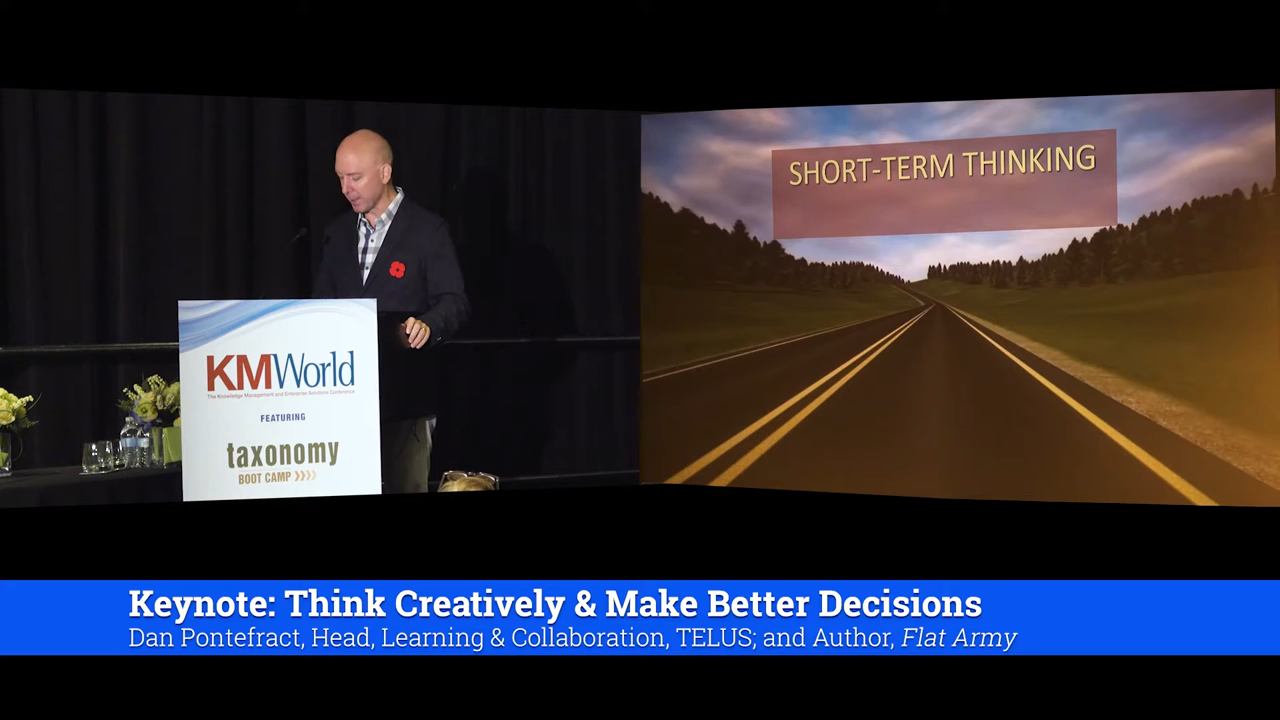 SHORT-TERM THINKING
KMWorld
The Knowledge Management and Enterprise Solutions Conference
FEATURING
taxonomy
BOOT CAMP
Keynote: Think Creatively & Make Better Decisions
Dan Pontefract, Head, Learning & Collaboration, TELUS; and Author, Flat Army